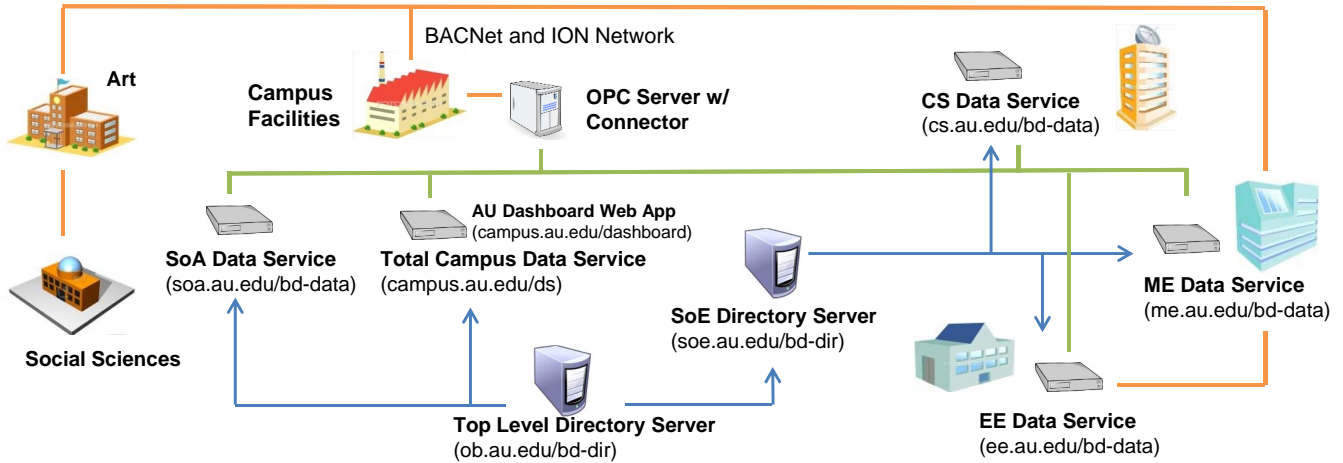 BACNet and ION Network
Art
Campus
Facilities
OPC Server w/
Connector
CS Data Service
(cs.au.edu/bd-data)
AU Dashboard Web App
(campus.au.edu/dashboard)
SoA Data Service
(soa.au.edu/bd-data)
Total Campus Data Service
(campus.au.edu/ds)
ME Data Service
(me.au.edu/bd-data)
SoE Directory Server
(soe.au.edu/bd-dir)
Social Sciences
Top Level Directory Server
(ob.au.edu/bd-dir)
EE Data Service
(ee.au.edu/bd-data)